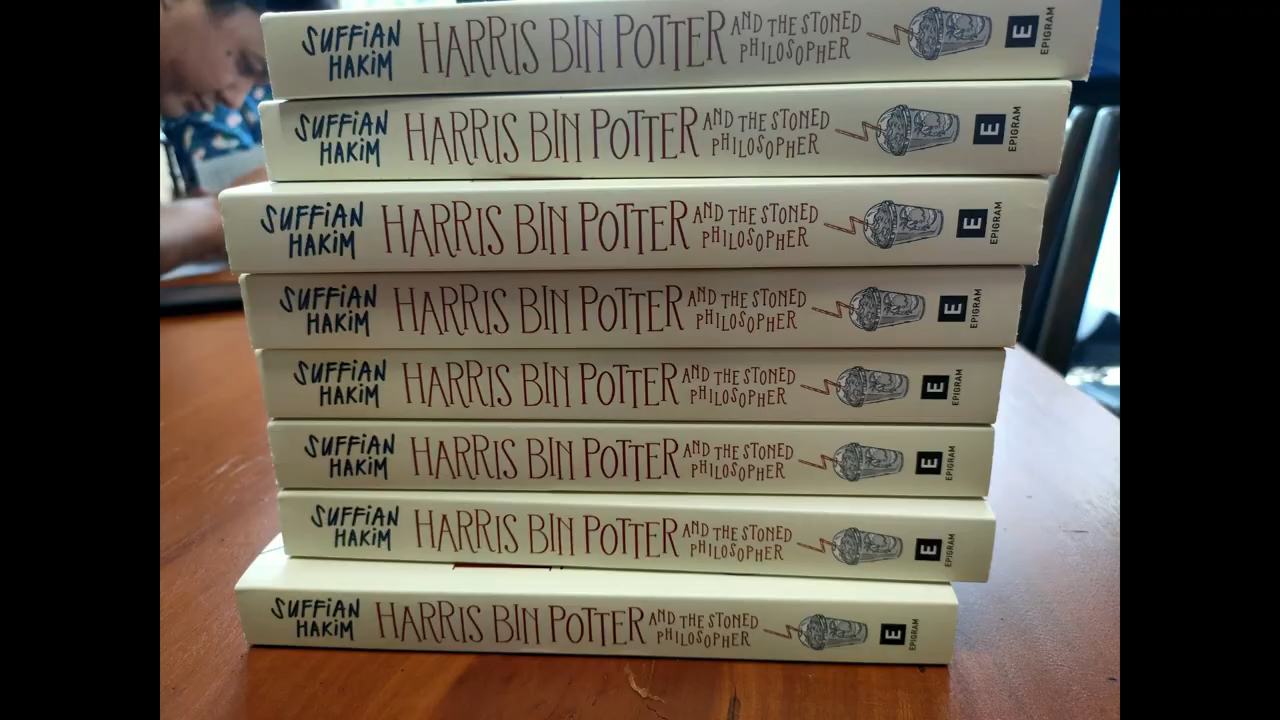 SUFFiAN
HAKiM
HARRIS BIN POTTER
AND THE STONED
PHILOSOPHER
E
EPIGRAM
SUFFiAN
HAKiM
HARRIS BIN POTTER
AND THE STONED
PHILOSOPHER
E
EPIGRAM
SUFFiAN
HAKiM
HARRIS BIN POTTER
AND THE STONED
PHILOSOPHER
E
EPIGRAM
SUFFiAN
HAKiM
HARRIS BIN POTTER
AND THE STONED
PHILOSOPHER
E
EPIGRAM
SUFFiAN
HAKiM
HARRIS BIN POTTER
AND THE STONED
PHILOSOPHER
E
EPIGRAM
SUFFiAN
HAKiM
HARRIS BIN POTTER
AND THE STONED
PHILOSOPHER
E
EPIGRAM
SUFFiAN
HAKiM
HARRIS BIN POTTER
AND THE STONED
PHILOSOPHER
E
EPIGRAM
SUFFiAN
HAKiM
HARRIS BIN POTTER
AND THE STONED
PHILOSOPHER
E
EPIGRAM